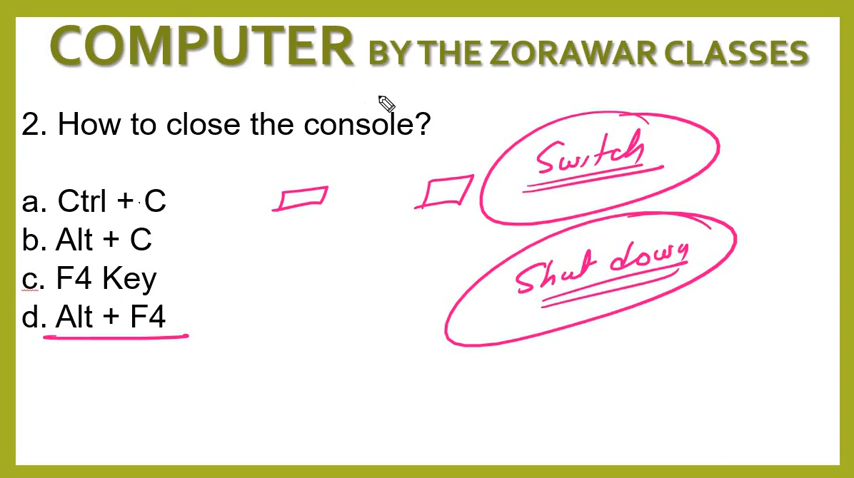 COMPUTER BY THE ZORAWAR CLASSES
2. How to close the console?
Switch
a. Ctrl + C
b. Alt + C
Shut down
c. F4 Key
d. Alt + F4